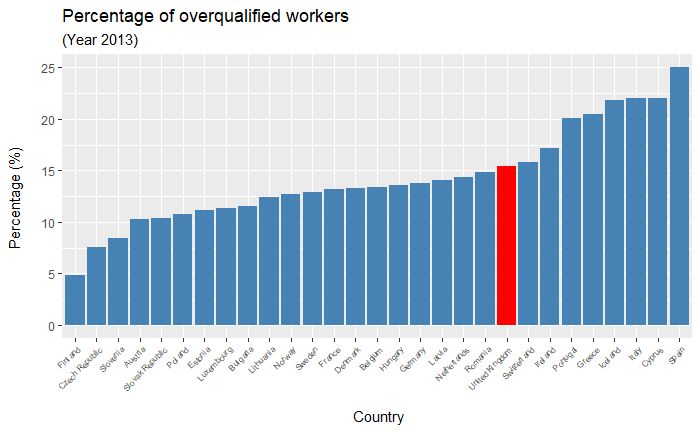 Percentage of overqualified workers
(Year 2013)
25
20
15
10
5
0
Percentage (%)
Finland
Czech Republic
Slovenia
Austria
Slovak Republic
Poland
Estonia
Luxembourg
Bulgaria
Lithuania
Norway
Sweden
France
Denmark
Belgium
Hungary
Germany
Latvia
Netherlands
Romania
United Kingdom
Switzerland
Ireland
Portugal
Greece
Iceland
Italy
Cyprus
Spain
Country